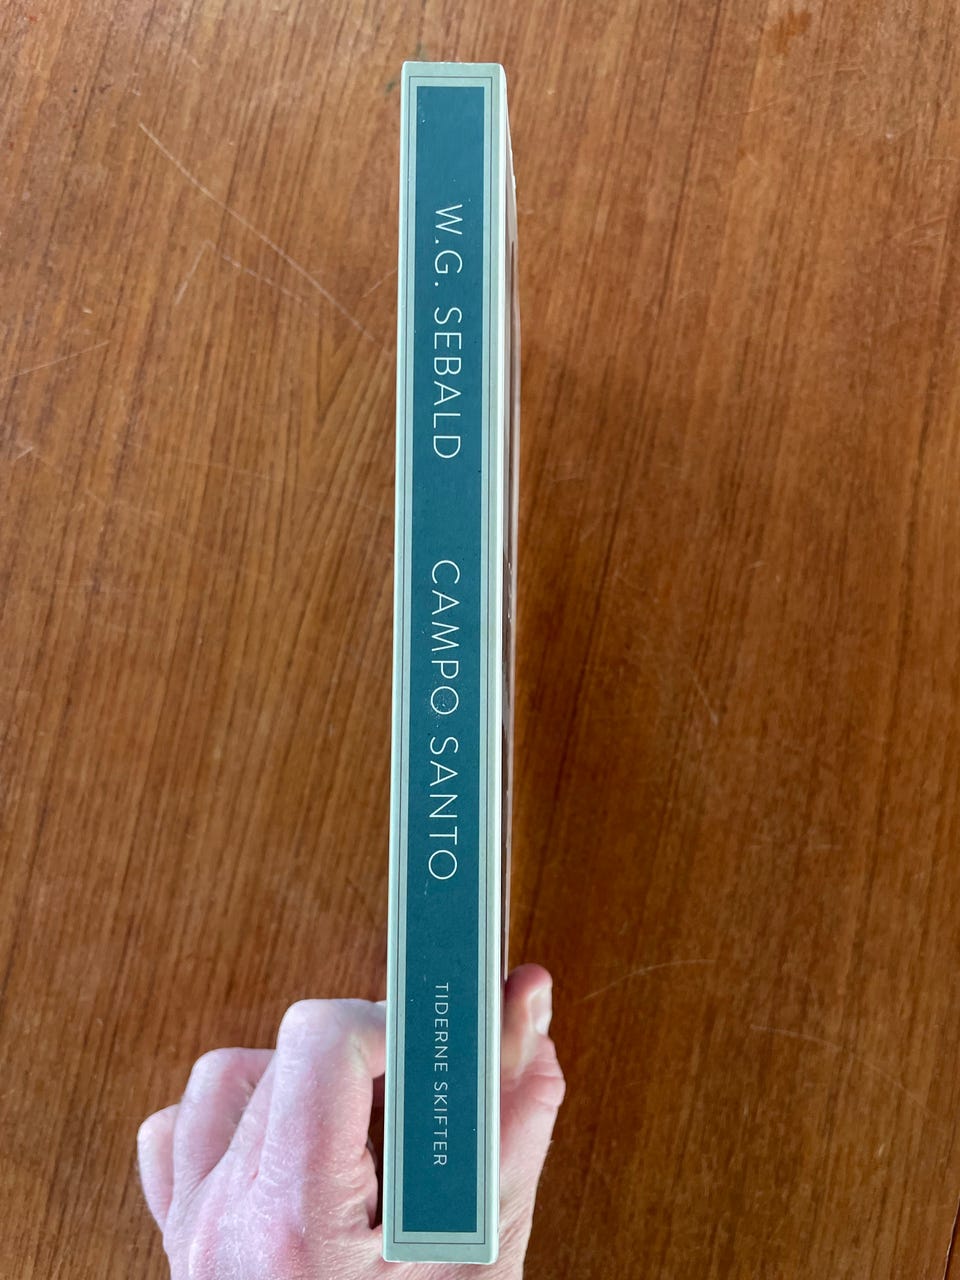 W.G. SEBALD
CAMPO SANTO
TIDERNE SKIFTER